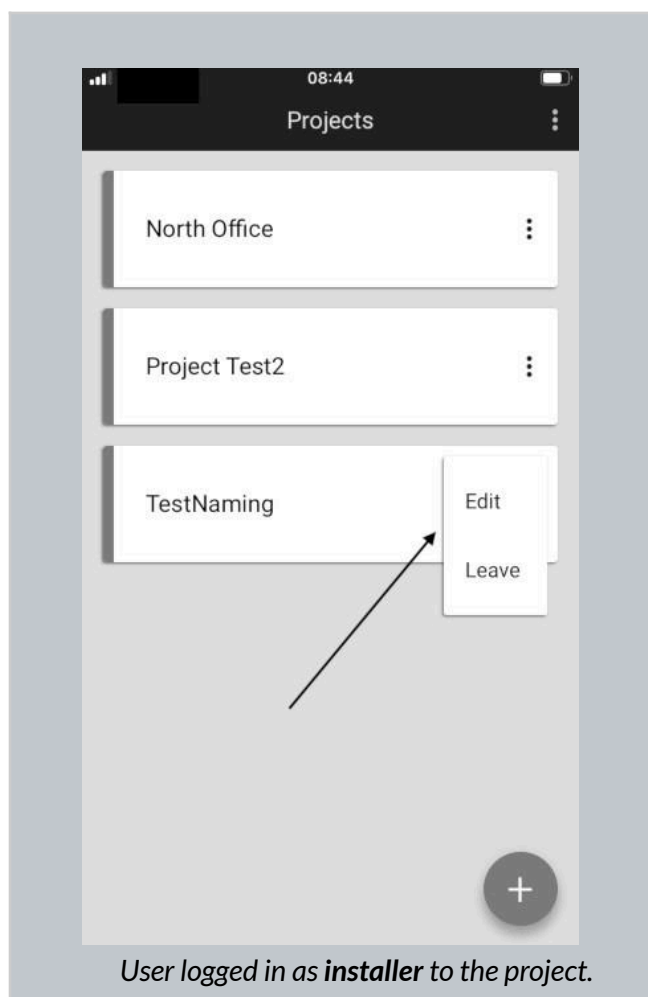 08:44
Projects
North Office
Project Test2
TestNaming
Edit
Leave
+
User logged in as installer to the project.